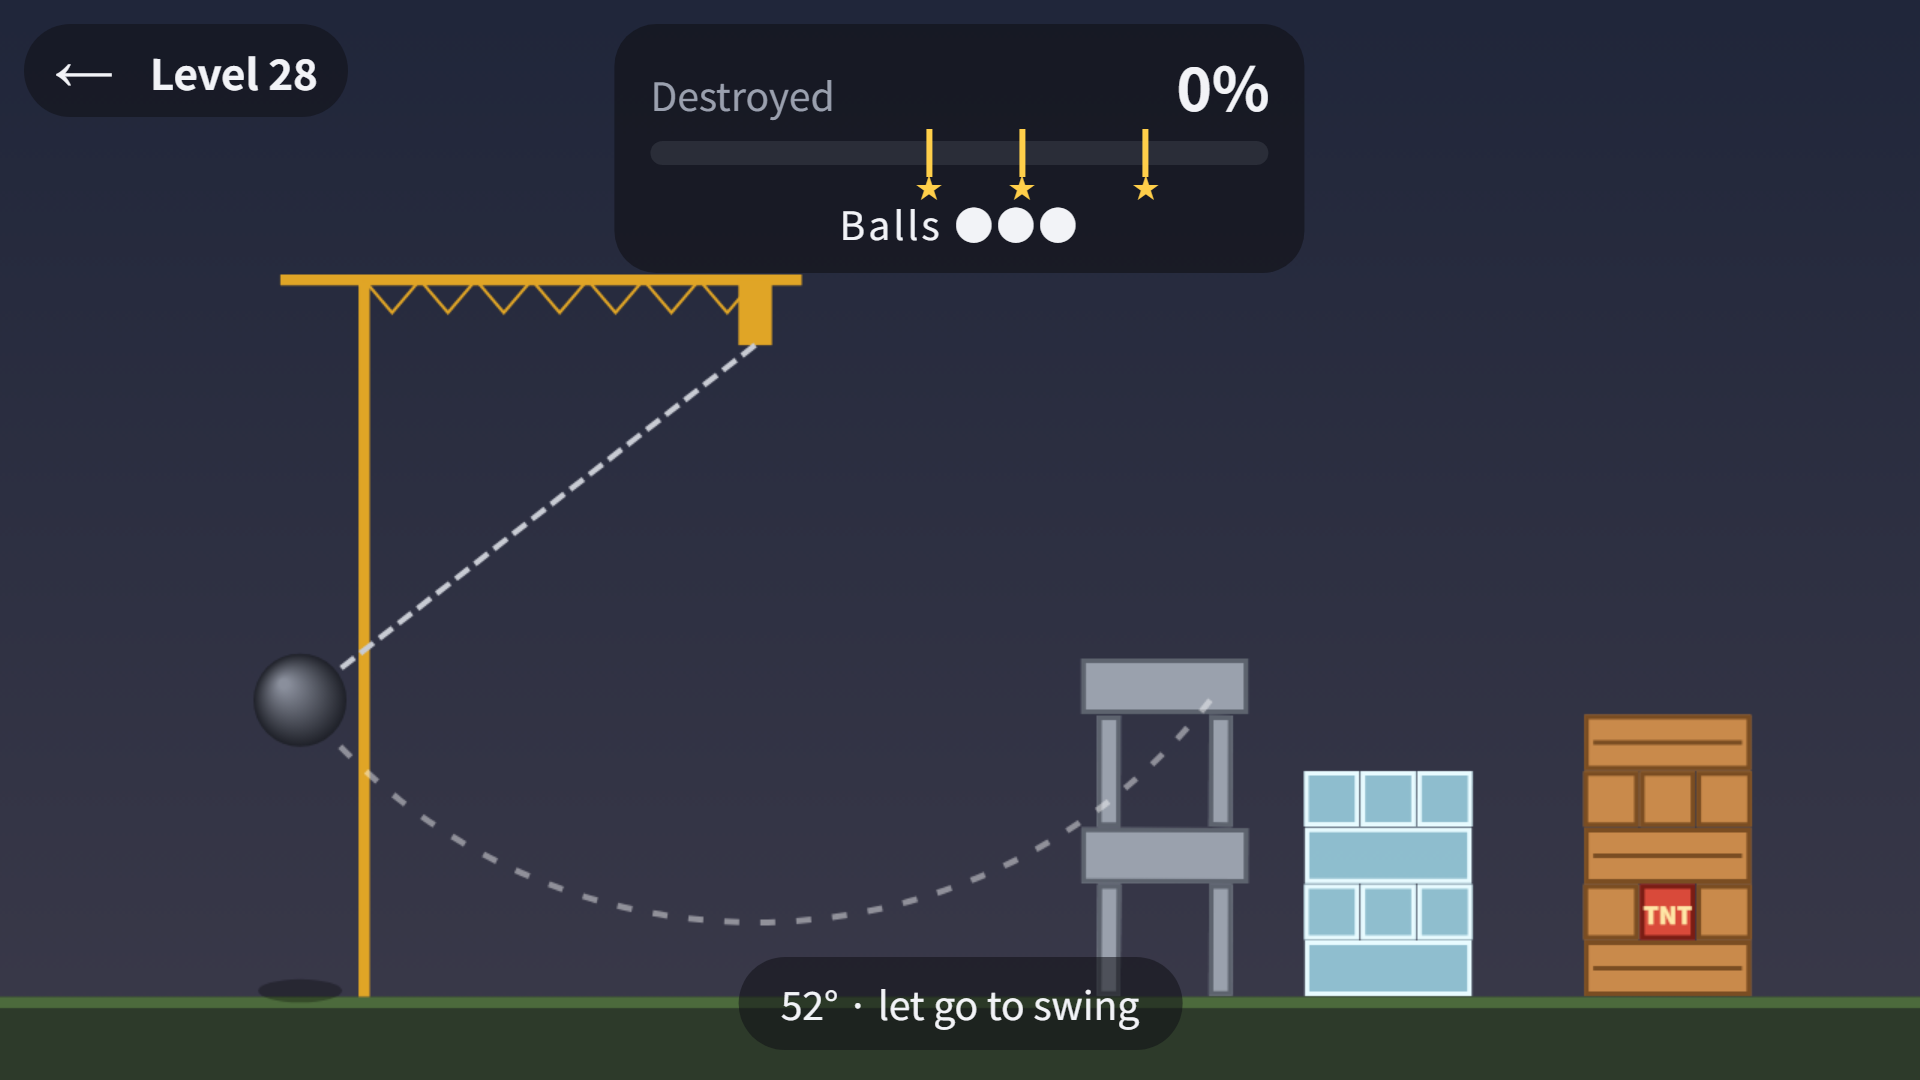 ← Level 28
Destroyed 0%
Balls
TNT
52° · let go to swing